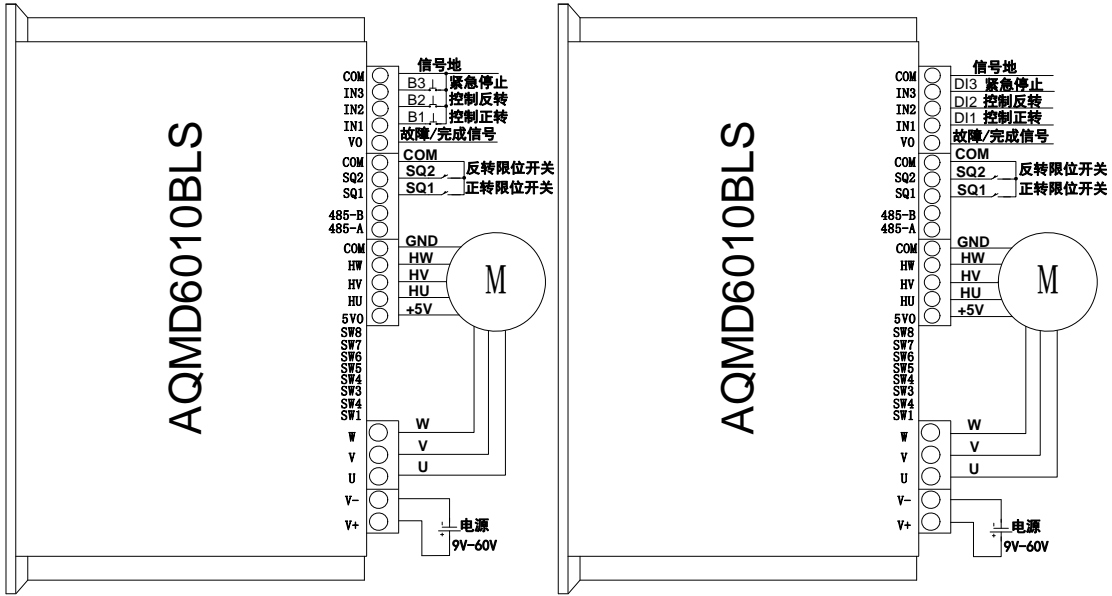 AQMD6010BLS
COM 信号地
IN3 B3 紧急停止
IN2 B2 控制反转
IN1 B1 控制正转
VO 故障/完成信号
COM COM
SQ2 SQ2 反转限位开关
SQ1 SQ1 正转限位开关
485-B
485-A
COM GND
HW HW
HV HV
HU HU
5VO +5V
M
SW8
SW7
SW6
SW5
SW4
SW3
SW4
SW1
W W
V V
U U
V-
V+
电源
9V-60V
AQMD6010BLS
COM 信号地
IN3 DI3 紧急停止
IN2 DI2 控制反转
IN1 DI1 控制正转
VO 故障/完成信号
COM COM
SQ2 SQ2 反转限位开关
SQ1 SQ1 正转限位开关
485-B
485-A
COM GND
HW HW
HV HV
HU HU
5VO +5V
M
SW8
SW7
SW6
SW5
SW4
SW3
SW4
SW1
W W
V V
U U
V-
V+
电源
9V-60V